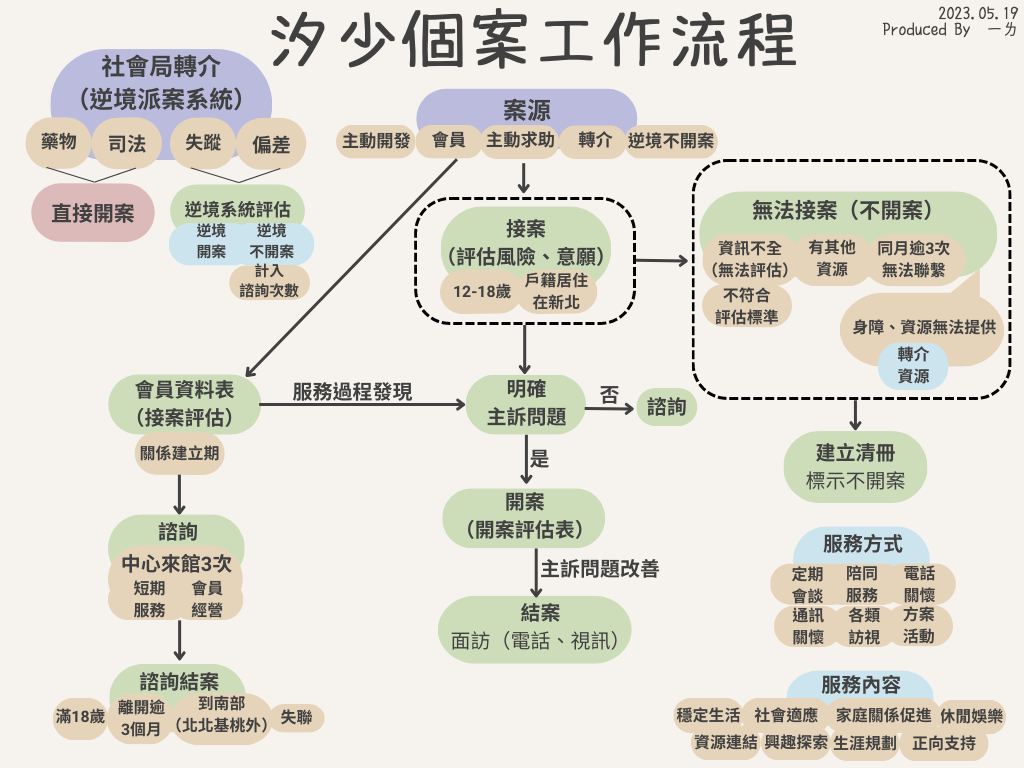 汐少個案工作流程
2023.05.19
Produced By 一ㄌ
社會局轉介
（逆境派案系統）
藥物
司法
失蹤
偏差
直接開案
逆境系統評估
逆境
開案
逆境
不開案
計入
諮詢次數
案源
主動開發
會員
主動求助
轉介
逆境不開案
接案
（評估風險、意願）
12-18歲
戶籍居住
在新北
無法接案（不開案）
資訊不全
（無法評估）
有其他
資源
同月逾3次
無法聯繫
不符合
評估標準
身障、資源無法提供
轉介
資源
建立清冊
標示不開案
會員資料表
（接案評估）
關係建立期
服務過程發現
明確
主訴問題
否
諮詢
是
開案
（開案評估表）
主訴問題改善
結案
面訪（電話、視訊）
諮詢
中心來館3次
短期
服務
會員
經營
諮詢結案
滿18歲
離開逾
3個月
到南部
（北北基桃外）
失聯
服務方式
定期
會談
陪同
服務
電話
關懷
通訊
關懷
各類
訪視
方案
活動
服務內容
穩定生活
社會適應
家庭關係促進
休閒娛樂
資源連結
興趣探索
生涯規劃
正向支持